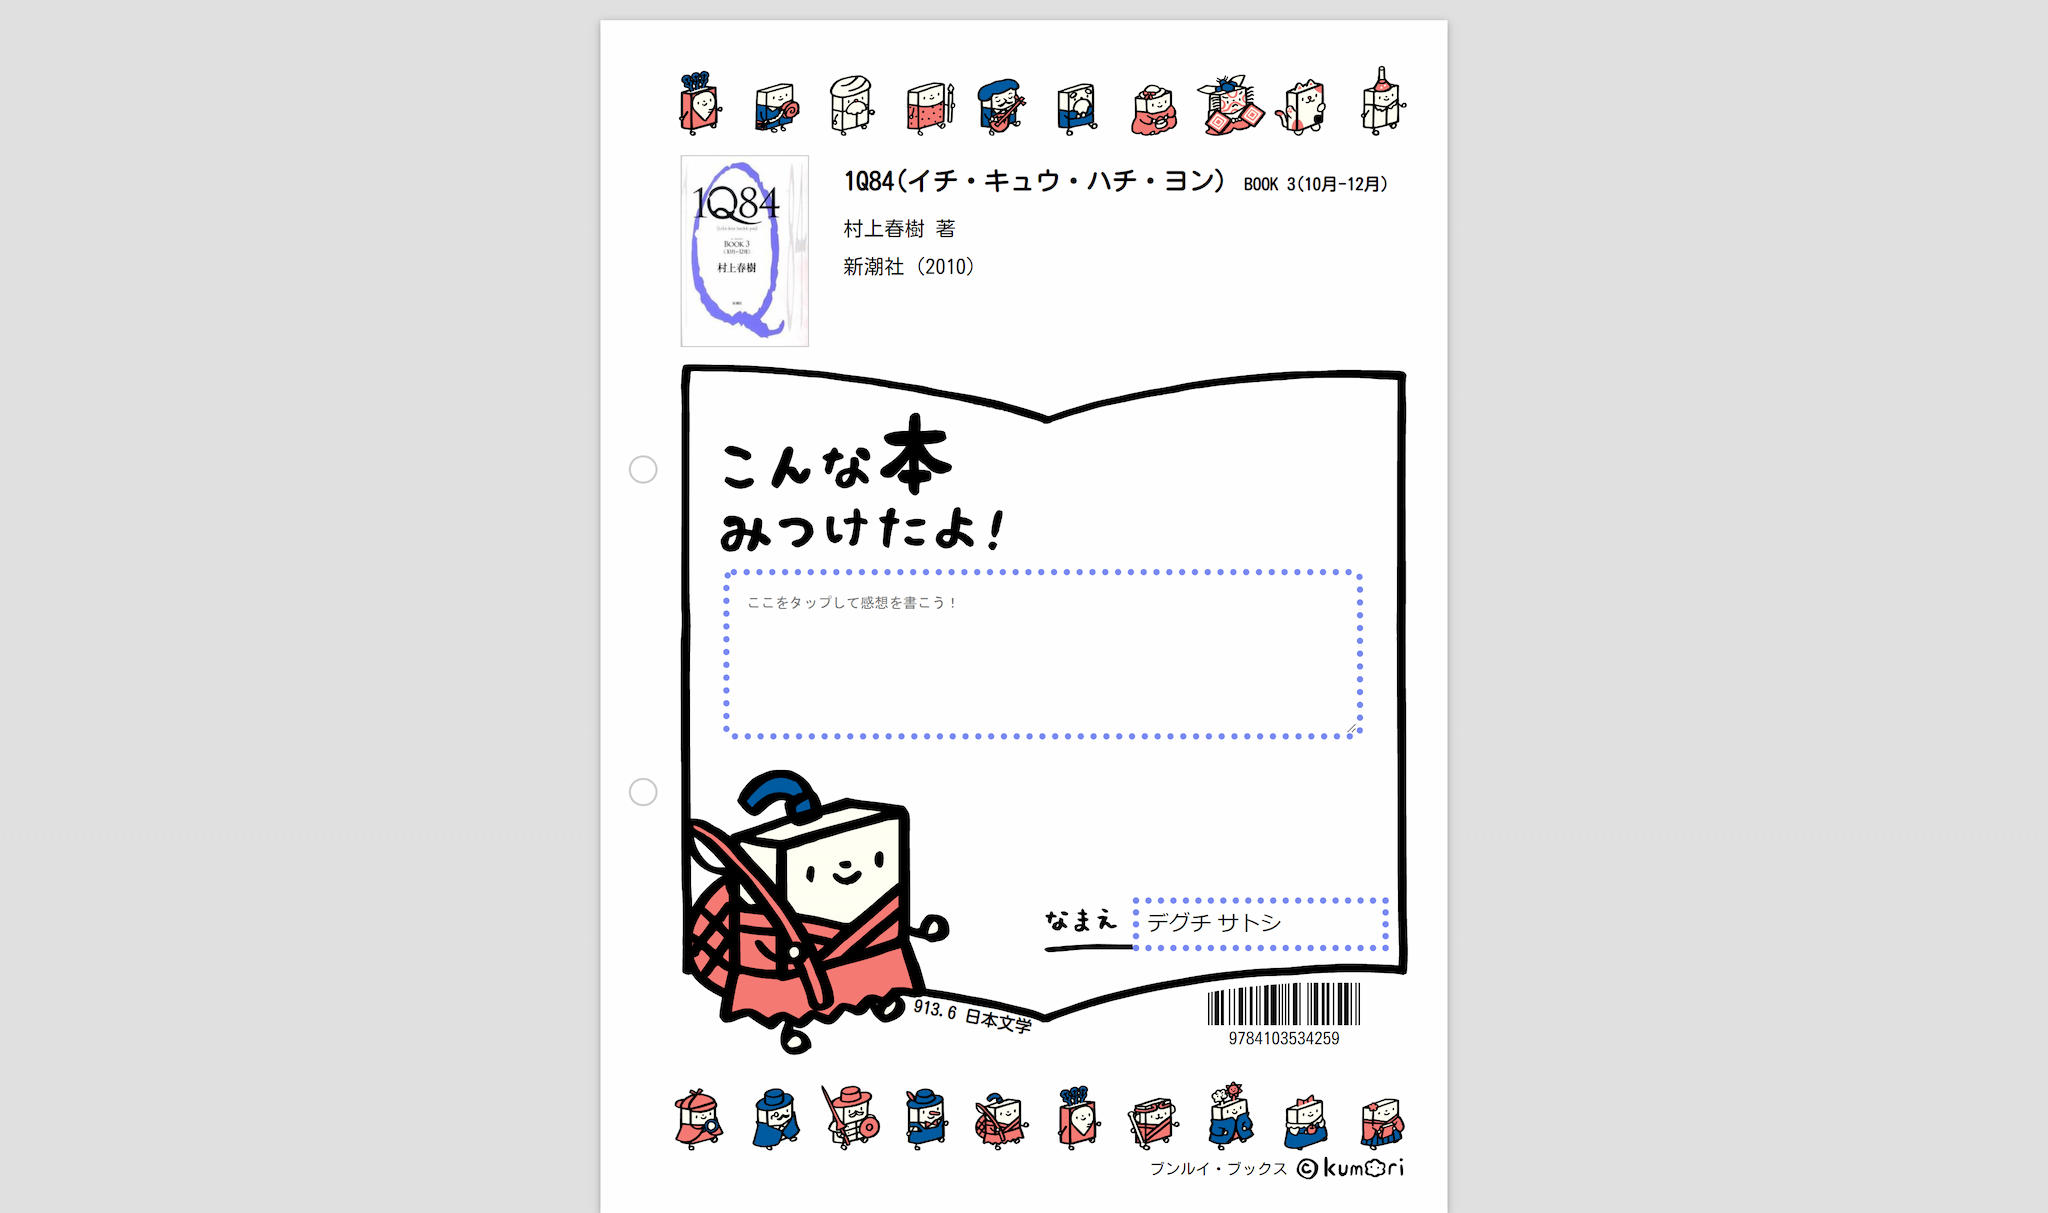 1Q84
BOOK 3
村上春樹
1Q84(イチ・キュウ・ハチ・ヨン) BOOK 3(10月-12月)
村上春樹 著
新潮社 (2010)
こんな本
みつけたよ!
ここをタップして感想を書こう！
なまえ デグチ サトシ
913.6 日本文学
9784103534259
ブンルイ・ブックス ©kumori